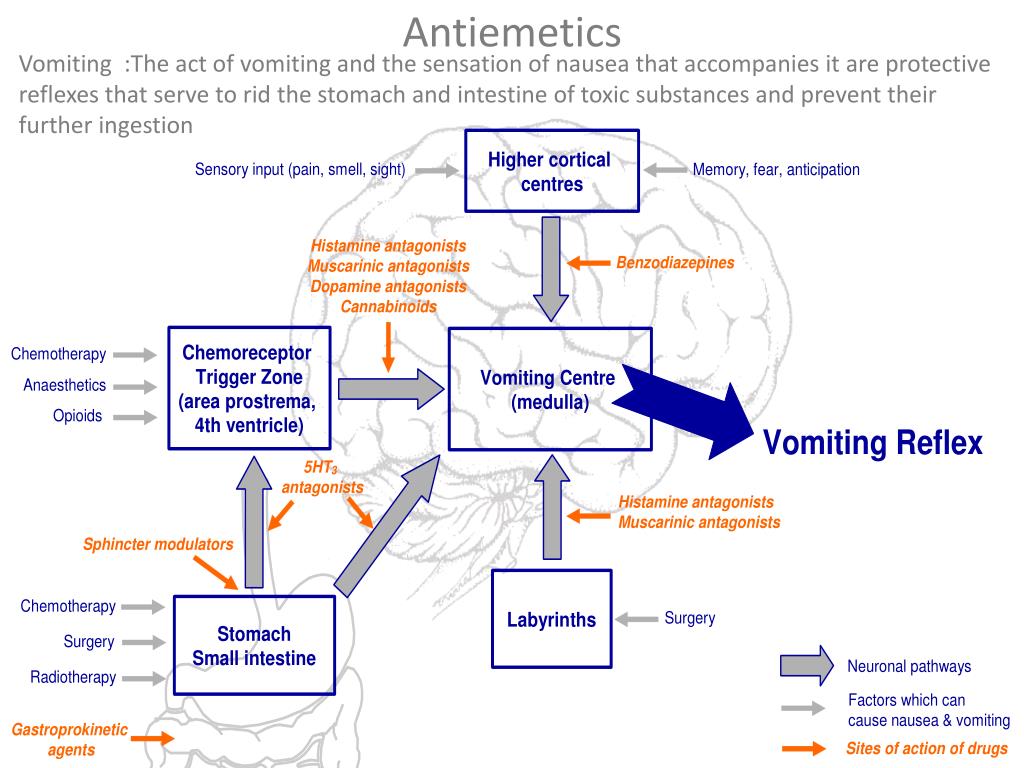 Antiemetics
Vomiting  :The act of vomiting and the sensation of nausea that accompanies it are protective
reflexes that serve to rid the stomach and intestine of toxic substances and prevent their
further ingestion
Higher cortical
centres
Sensory input (pain, smell, sight)
Memory, fear, anticipation
Histamine antagonists
Muscarinic antagonists
Dopamine antagonists
Cannabinoids
Benzodiazepines
Chemotherapy
Anaesthetics
Opioids
Chemoreceptor
Trigger Zone
(area prostrema,
4th ventricle)
Vomiting Centre
(medulla)
Vomiting Reflex
5HT₃
antagonists
Histamine antagonists
Muscarinic antagonists
Sphincter modulators
Chemotherapy
Surgery
Radiotherapy
Stomach
Small intestine
Labyrinths
Surgery
Gastroprokinetic
agents
Neuronal pathways
Factors which can
cause nausea & vomiting
Sites of action of drugs